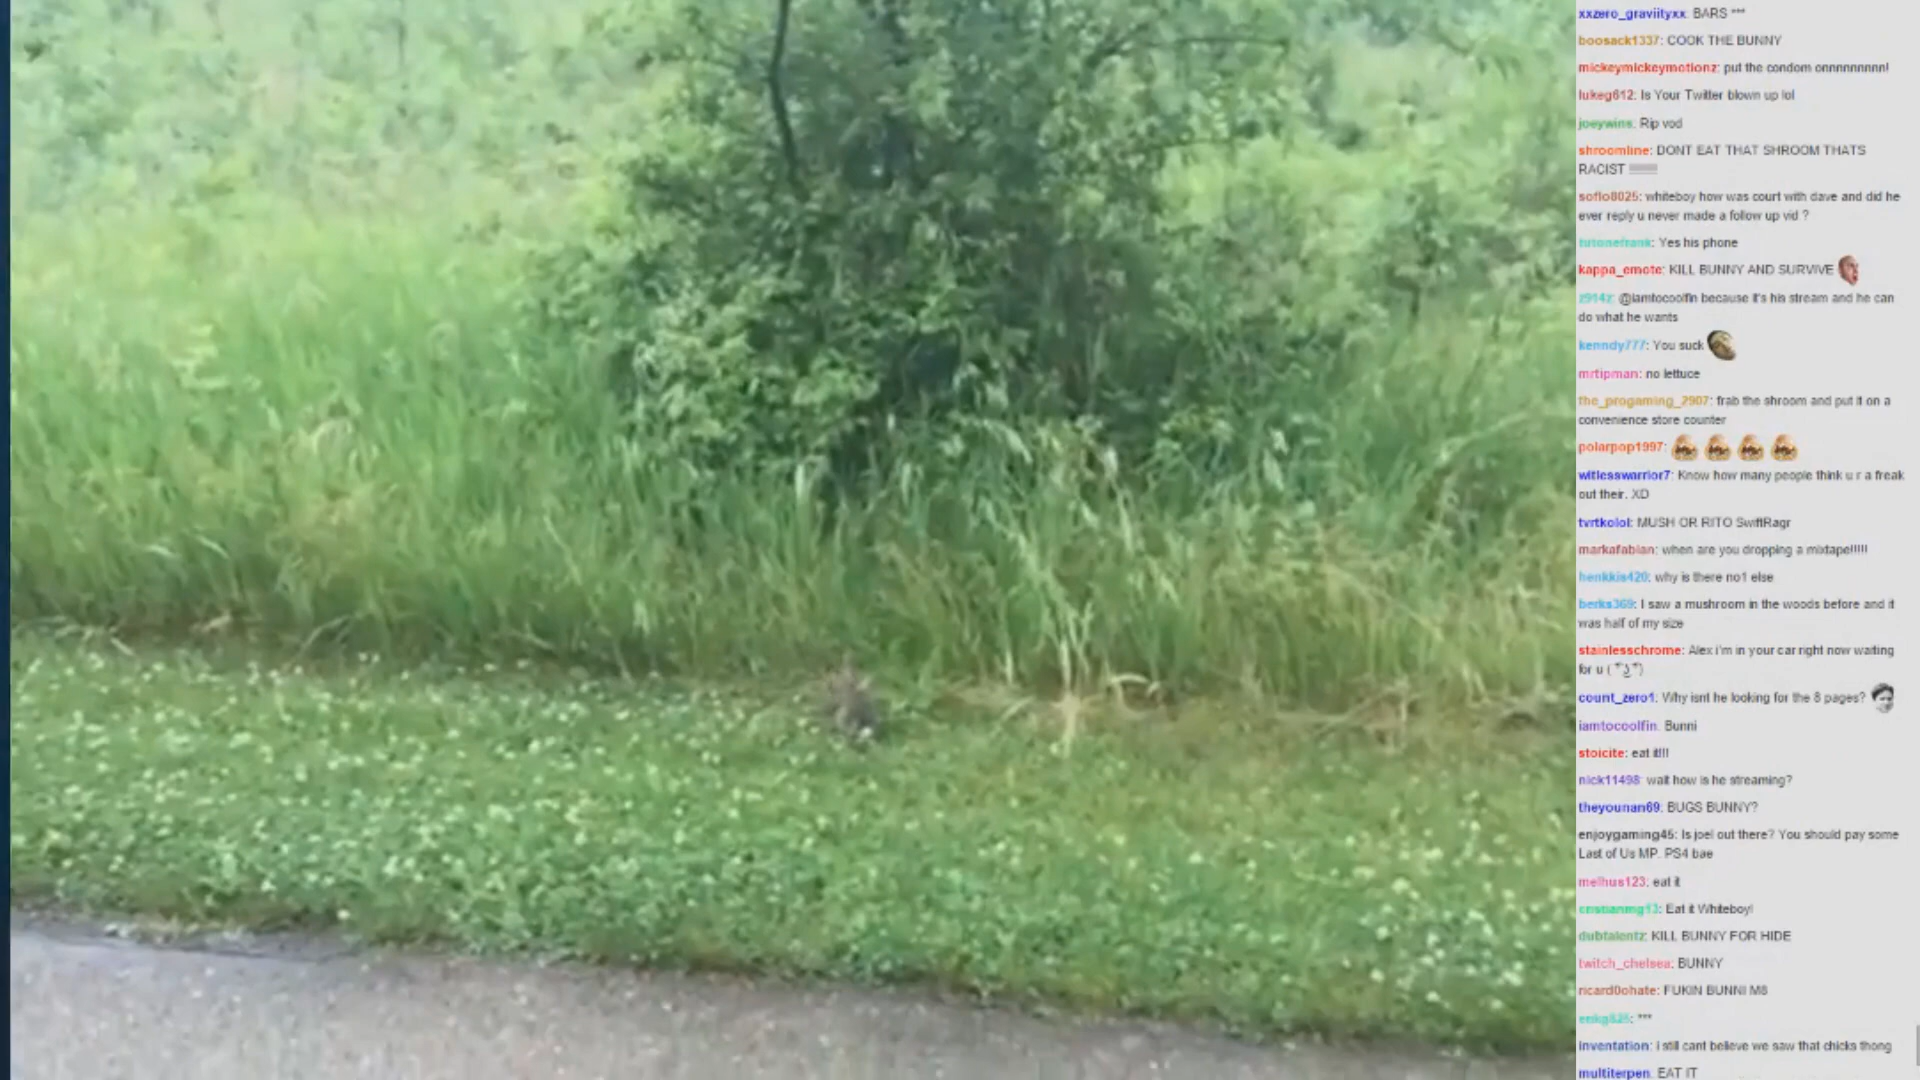 xxzero_graviityxx: BARS ***
boosack1337: COOK THE BUNNY
mickeymickeymotionz: put the condom onnnnnnnnn!
lukeg612: Is Your Twitter blown up lol
joeywins: Rip vod
shroomline: DONT EAT THAT SHROOM THATS
RACIST
soflo8025: whiteboy how was court with dave and did he
ever reply u never made a follow up vid ?
Yes his phone
kappa_emote: KILL BUNNY AND SURVIVE
z914z: @iamtocoolfin because it's his stream and he can
do what he wants
kenndy777: You suck
mrtipman: no lettuce
the_progaming_2907: frab the shroom and put it on a
convenience store counter
polarpop1997:
witlesswarrior7: Know how many people think u r a freak
out their. XD
tvrtkolol: MUSH OR RITO SwiftRagr
markafabian: when are you dropping a mixtape!!!!!
henkkis420: why is there no1 else
berks369: I saw a mushroom in the woods before and it
was half of my size
stainlesschrome: Alex i'm in your car right now waiting
for u ( ͡° ͜ʖ ͡°)
count_zero1: Why isnt he looking for the 8 pages?
iamtocoolfin: Bunni
stoicite: eat it!!!
nick11498: wait how is he streaming?
theyounan69: BUGS BUNNY?
enjoygaming45: Is joel out there? You should pay some
Last of Us MP. PS4 bae
melhus123: eat it
Eat it Whiteboy!
dubtalentz: KILL BUNNY FOR HIDE
twitch_chelsea: BUNNY
ricard0ohate: FUKIN BUNNI M8
***
inventation: i still cant believe we saw that chicks thong
multiterpen: EAT IT